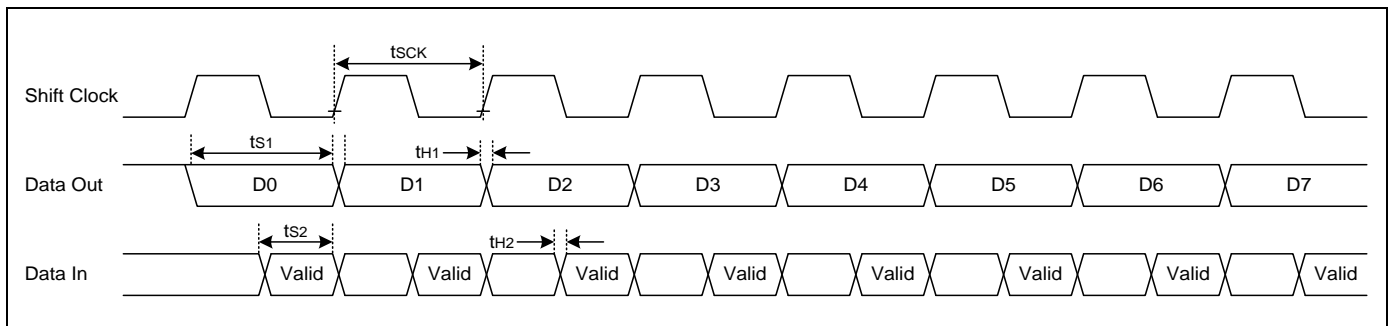 tSCK
Shift Clock
tS1
tH1
Data Out D0 D1 D2 D3 D4 D5 D6 D7
tS2
tH2
Data In Valid Valid Valid Valid Valid Valid Valid Valid